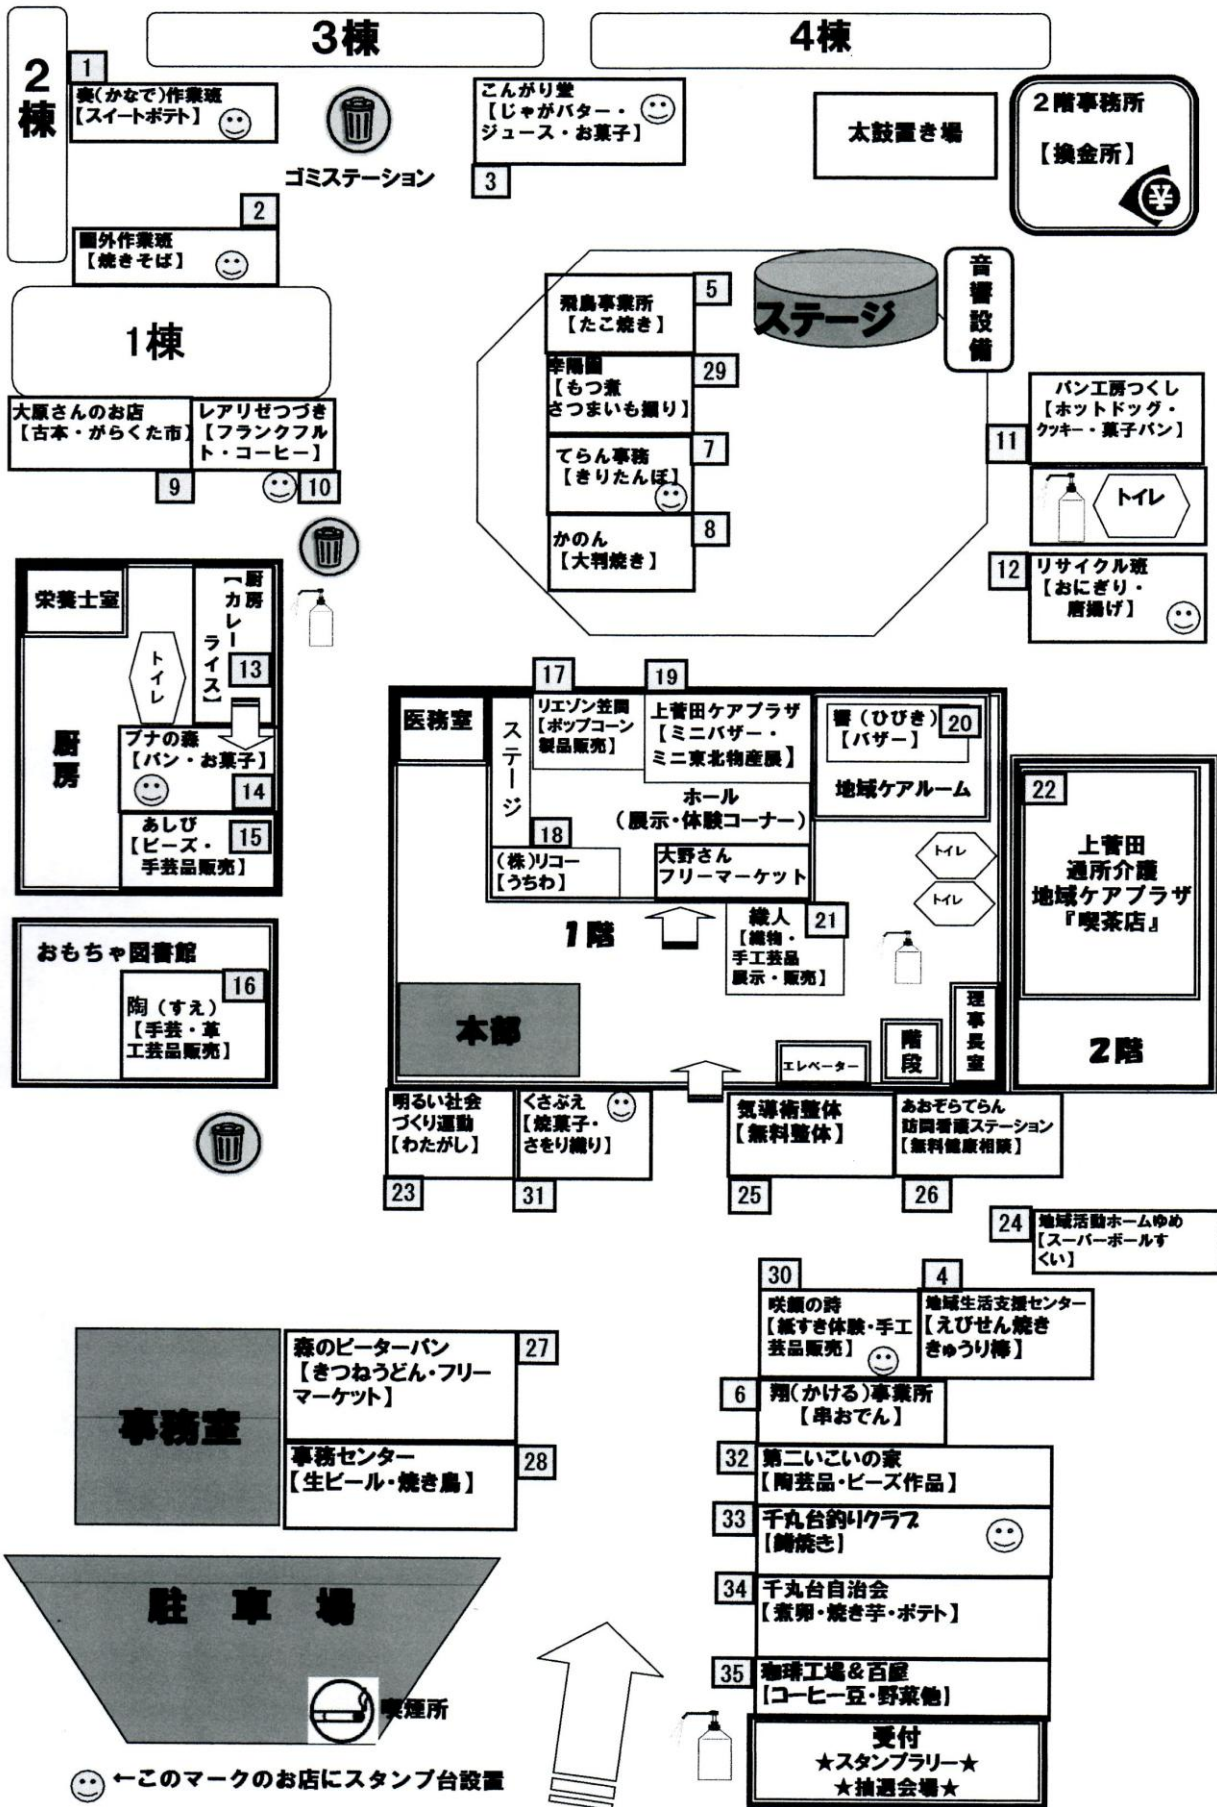 3棟
4棟
2棟
1
奏(かなで)作業班
【スイートポテト】
ゴミステーション
こんがり堂
【じゃがバター・
ジュース・お菓子】
3
太鼓置き場
2階事務所
【換金所】
2
園外作業班
【焼きそば】
1棟
大原さんのお店
【古本・がらくた市】
9
レアリゼつづき
【フランクフル
ト・コーヒー】
10
ステージ
音響設備
5
飛鳥事業所
【たこ焼き】
29
幸陽園
【もつ煮
さつまいも掘り】
7
てらん事務
【きりたんぽ】
8
かのん
【大判焼き】
11
パン工房つくし
【ホットドッグ・
クッキー・菓子パン】
トイレ
12
リサイクル班
【おにぎり・
唐揚げ】
栄養士室
トイレ
厨房
【カレー
ライス】
13
厨房
ブナの森
【パン・お菓子】
14
あしび
【ビーズ・
手芸品販売】
15
おもちゃ図書館
16
陶（すえ）
【手芸・革
工芸品販売】
医務室
ステージ
17
リエゾン笠間
【ポップコーン
製品販売】
19
上菅田ケアプラザ
【ミニバザー・
ミニ東北物産展】
響（ひびき）
【バザー】
20
地域ケアルーム
ホール
（展示・体験コーナー）
18
（株）リコー
【うちわ】
大野さん
フリーマーケット
トイレ
トイレ
1階
織人
【織物・
手工芸品
展示・販売】
21
本部
エレベーター
階段
理事長室
22
上菅田
通所介護
地域ケアプラザ
『喫茶店』
2階
明るい社会
づくり運動
【わたがし】
23
くさぶえ
【焼菓子・
さをり織り】
31
気導術整体
【無料整体】
25
あおぞらてらん
訪問看護ステーション
【無料健康相談】
26
24
地域活動ホームゆめ
【スーパーボールす
くい】
30
咲顔の詩
【紙すき体験・手工
芸品販売】
4
地域生活支援センター
【えびせん焼き
きゅうり棒】
6
翔(かける)事業所
【串おでん】
事務室
森のピーターパン
【きつねうどん・フリー
マーケット】
27
事務センター
【生ビール・焼き鳥】
28
32
第二いこいの家
【陶芸品・ビーズ作品】
33
千丸台釣りクラブ
34
千丸台自治会
【煮卵・焼き芋・ポテト】
35
珈琲工場＆百屋
【コーヒー豆・野菜他】
駐車場
喫煙所
受付
★スタンプラリー★
★抽選会場★
←このマークのお店にスタンプ台設置